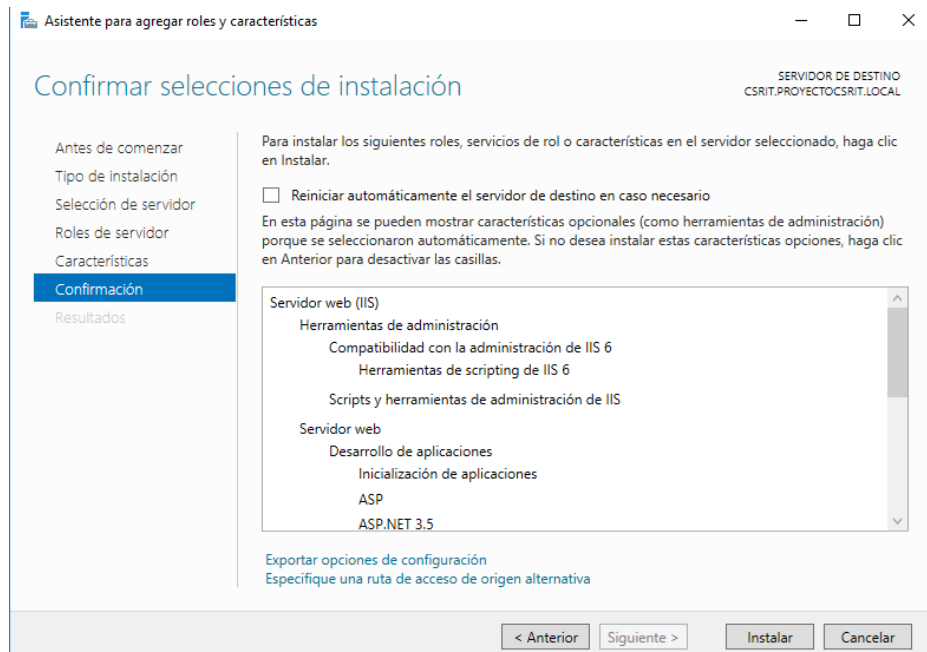 Asistente para agregar roles y características
Confirmar selecciones de instalación
SERVIDOR DE DESTINO
CSRIT.PROYECTOCSRIT.LOCAL
Antes de comenzar
Tipo de instalación
Selección de servidor
Roles de servidor
Características
Confirmación
Resultados
Para instalar los siguientes roles, servicios de rol o características en el servidor seleccionado, haga clic
en Instalar.
Reiniciar automáticamente el servidor de destino en caso necesario
En esta página se pueden mostrar características opcionales (como herramientas de administración)
porque se seleccionaron automáticamente. Si no desea instalar estas características opciones, haga clic
en Anterior para desactivar las casillas.
Servidor web (IIS)
Herramientas de administración
Compatibilidad con la administración de IIS 6
Herramientas de scripting de IIS 6
Scripts y herramientas de administración de IIS
Servidor web
Desarrollo de aplicaciones
Inicialización de aplicaciones
ASP
ASP.NET 3.5
Exportar opciones de configuración
Especifique una ruta de acceso de origen alternativa
< Anterior
Siguiente >
Instalar
Cancelar